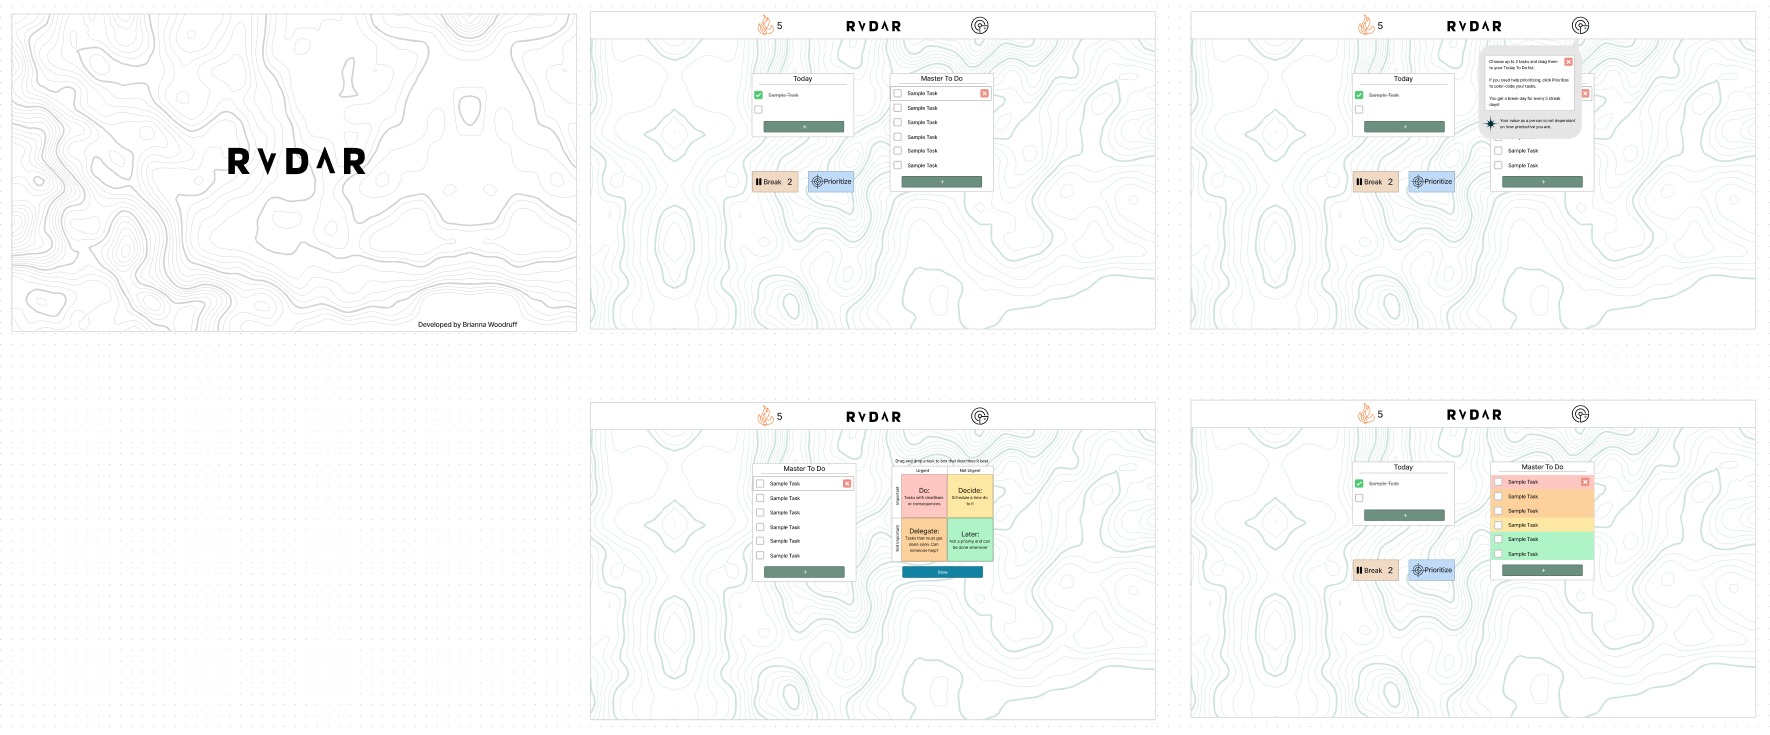 RVDAR
Developed by Brianna Woodruff
5
RVDAR
Today
Sample Task
+
Break 2
Prioritize
Master To Do
Sample Task
Sample Task
Sample Task
Sample Task
Sample Task
Sample Task
+
5
RVDAR
Today
Sample Task
+
Break 2
Prioritize
Choose up to 2 tasks and drag them
to your Today To Do list.
If you need help prioritizing, click Prioritize
to color-code your tasks.
You get a break day for every 5 streak
days!
Your value as a person is not dependant
on how productive you are.
Sample Task
Sample Task
+
5
RVDAR
Master To Do
Sample Task
Sample Task
Sample Task
Sample Task
Sample Task
Sample Task
+
Drag and drop a task to box that describes it best
Urgent
Not Urgent
Important
Not Important
Do:
Tasks with deadlines
or consequences
Decide:
Schedule a time do
to it
Delegate:
Tasks that must get
done soon. Can
someone help?
Later:
Not a priority and can
be done whenever
Done
5
RVDAR
Today
Sample Task
+
Break 2
Prioritize
Master To Do
Sample Task
Sample Task
Sample Task
Sample Task
Sample Task
Sample Task
+